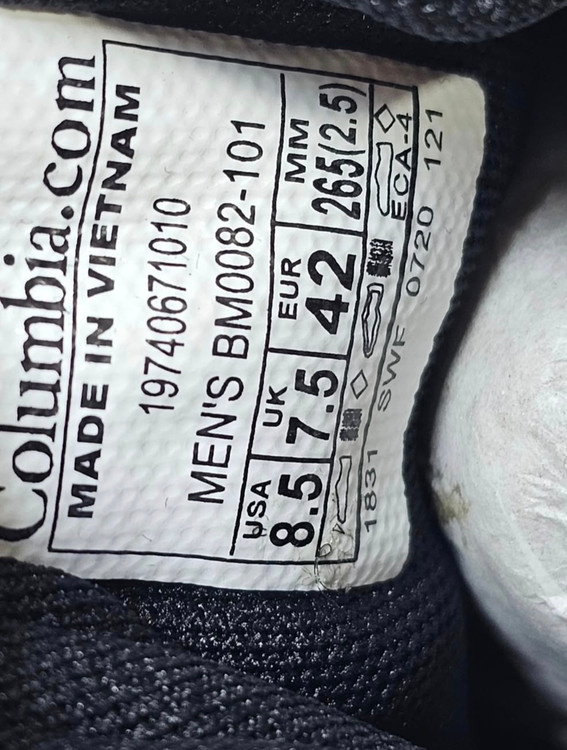 Columbia.com
MADE IN VIETNAM
19740671010
MEN'S BM0082-101
USA UK EUR MM
8.5 7.5 42 265(2.5)
ECA-4
1831 SWF 0720 121